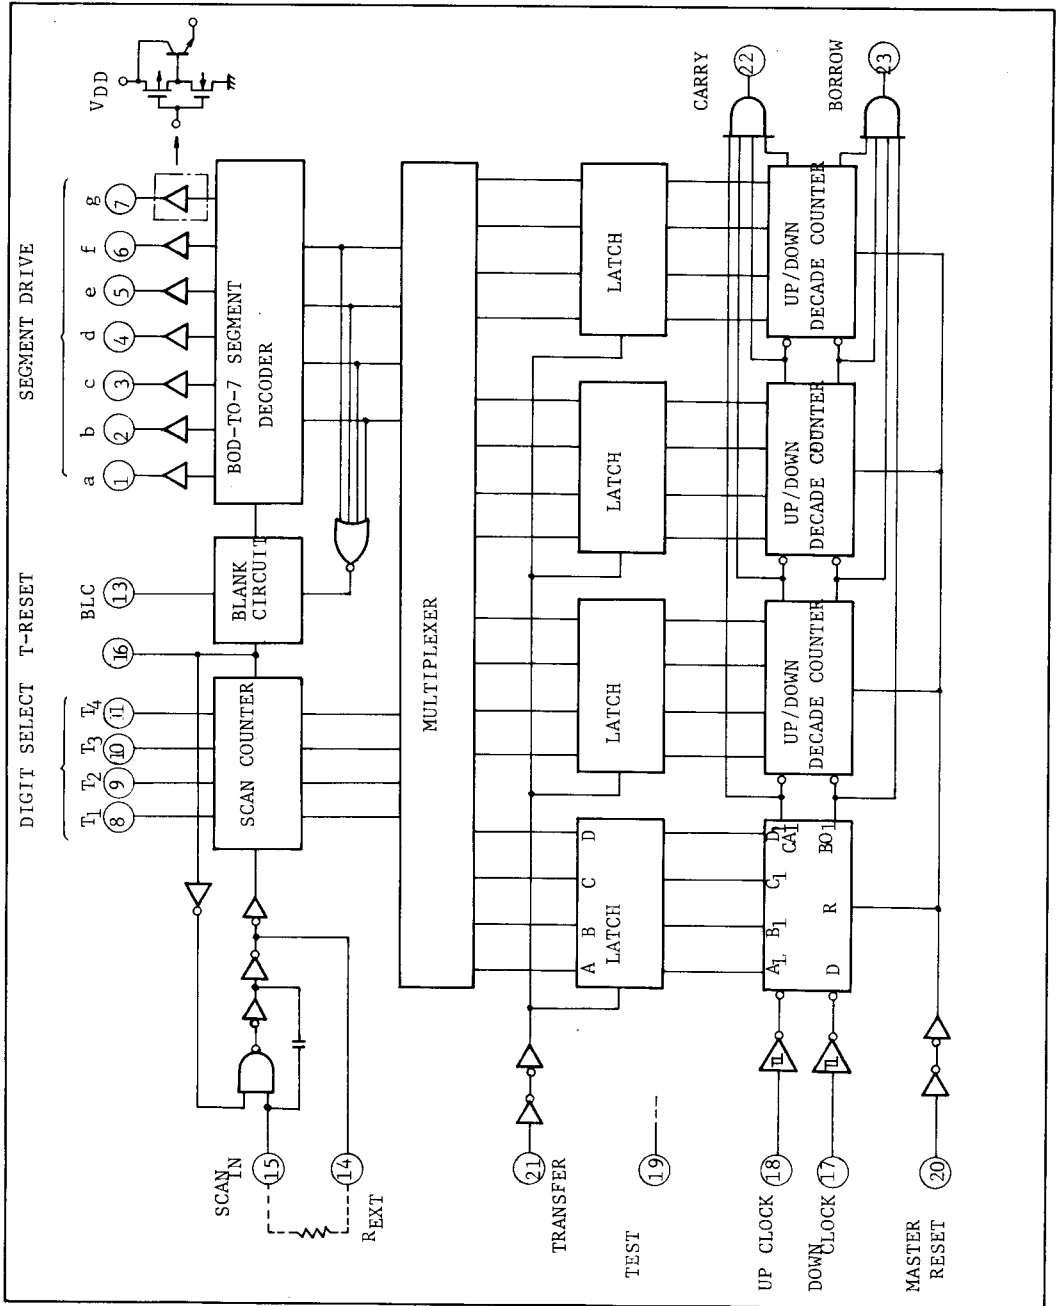 SEGMENT DRIVE
DIGIT SELECT
T-RESET
BLC
T1 T2 T3 T4
a b c d e f g
VDD
8 9 10 11 16 13 1 2 3 4 5 6 7
SCAN COUNTER
BLANK
CIRCUIT
BOD-TO-7 SEGMENT
DECODER
SCAN
IN
15
14
REXT
MULTIPLEXER
TRANSFER
21
A B C D
LATCH
LATCH
LATCH
LATCH
TEST
19
CARRY
22
UP CLOCK
18
DOWN
CLOCK
17
B1 C1
CA1
D R BO1
UP/DOWN
DECADE COUNTER
UP/DOWN
DECADE COUNTER
UP/DOWN
DECADE COUNTER
BORROW
23
MASTER
RESET
20